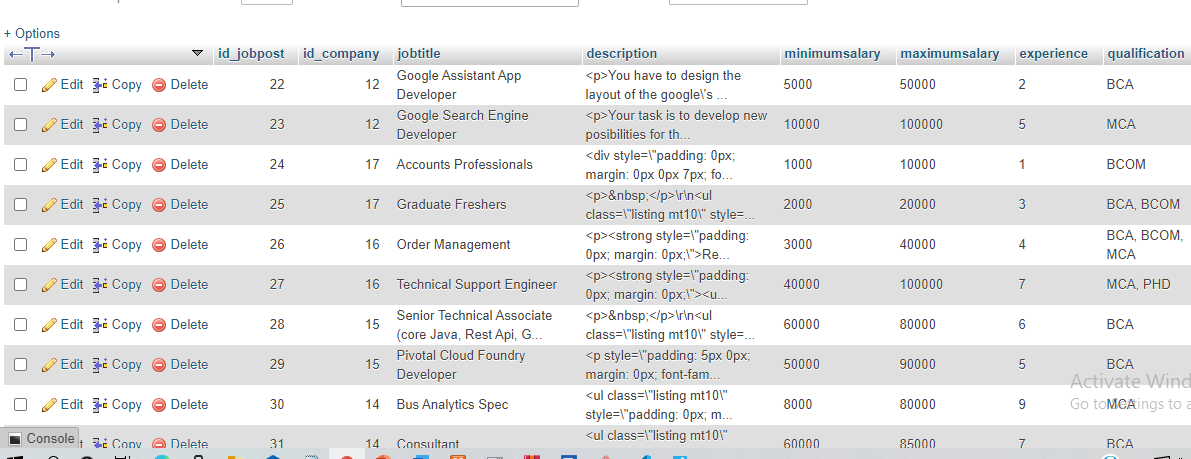 + Options
←T→ id_jobpost id_company jobtitle description minimumsalary maximumsalary experience qualification
Edit Copy Delete 22 12 Google Assistant App Developer <p>You have to design the layout of the google\'s ... 5000 50000 2 BCA
Edit Copy Delete 23 12 Google Search Engine Developer <p>Your task is to develop new posibilities for th... 10000 100000 5 MCA
Edit Copy Delete 24 17 Accounts Professionals <div style=\"padding: 0px; margin: 0px 0px 7px; fo... 1000 10000 1 BCOM
Edit Copy Delete 25 17 Graduate Freshers <p>&nbsp;</p>\r\n<ul class=\"listing mt10\" style=... 2000 20000 3 BCA, BCOM
Edit Copy Delete 26 16 Order Management <p><strong style=\"padding: 0px; margin: 0px;\">Re... 3000 40000 4 BCA, BCOM, MCA
Edit Copy Delete 27 16 Technical Support Engineer <p><strong style=\"padding: 0px; margin: 0px;\"><u... 40000 100000 7 MCA, PHD
Edit Copy Delete 28 15 Senior Technical Associate (core Java, Rest Api, G... <p>&nbsp;</p>\r\n<ul class=\"listing mt10\" style=... 60000 80000 6 BCA
Edit Copy Delete 29 15 Pivotal Cloud Foundry Developer <p style=\"padding: 5px 0px; margin: 0px; font-fam... 50000 90000 5 BCA
Activate Wind
Edit Copy Delete 30 14 Bus Analytics Spec <ul class=\"listing mt10\" style=\"padding: 0px; m... 8000 80000 9 MCA
Go to Settings to a
Console Copy Delete 31 14 Consultant <ul class=\"listing mt10\" 60000 85000 7 BCA